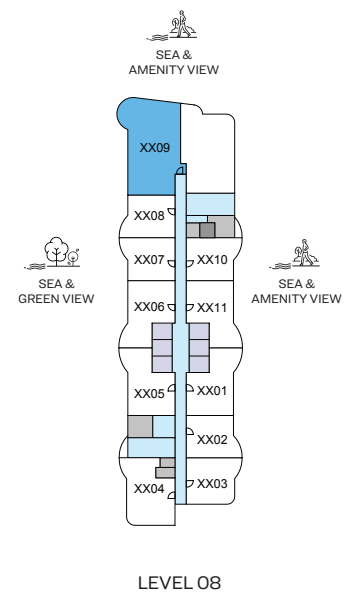 SEA &
AMENITY VIEW
XX09
XX08
XX07
XX10
SEA &
GREEN VIEW
SEA &
AMENITY VIEW
XX06
XX11
XX05
XX01
XX02
XX04
XX03
LEVEL 08